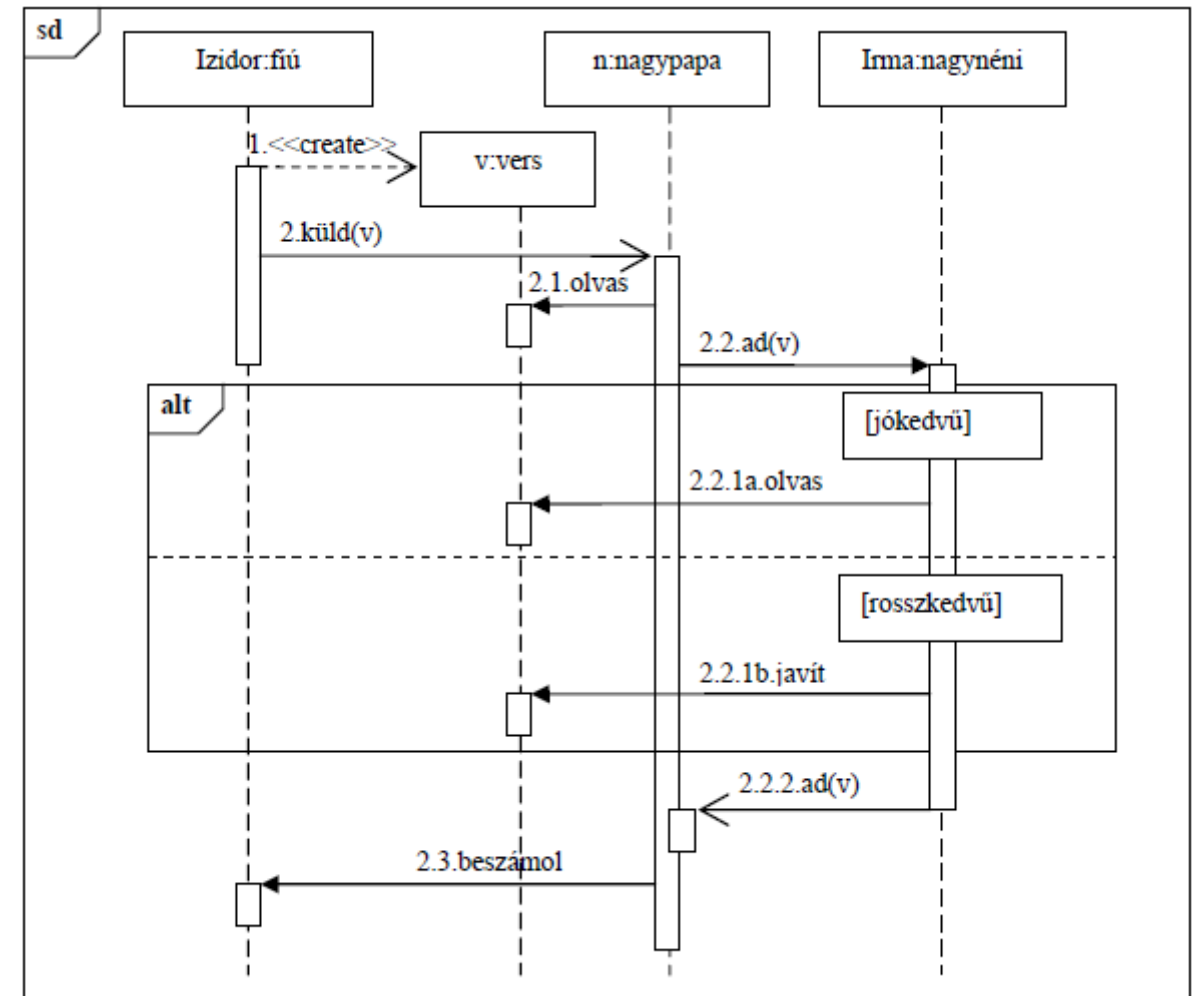 sd
Izidor:fiú
n:nagypapa
Irma:nagynéni
1.<<create>>
v:vers
2.küld(v)
2.1.olvas
2.2.ad(v)
alt
[jókedvű]
2.2.1a.olvas
[rosszkedvű]
2.2.1b.javít
2.2.2.ad(v)
2.3.beszámol